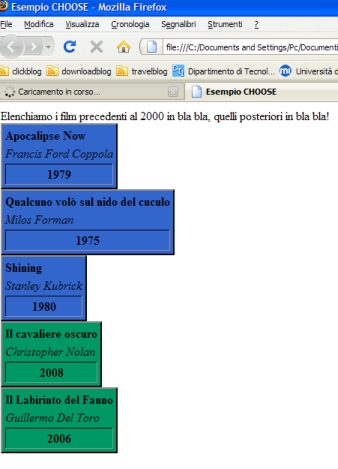 Esempio CHOOSE - Mozilla Firefox
File Modifica Visualizza Cronologia Segnalibri Strumenti ?
file:///C:/Documents and Settings/Pc/Documenti
clickblog downloadblog travelblog Dipartimento di Tecnol... Università d
Caricamento in corso... Esempio CHOOSE
Elenchiamo i film precedenti al 2000 in bla bla, quelli posteriori in bla bla!
Apocalipse Now
Francis Ford Coppola
1979
Qualcuno volò sul nido del cuculo
Milos Forman
1975
Shining
Stanley Kubrick
1980
Il cavaliere oscuro
Christopher Nolan
2008
Il Labirinto del Fauno
Guillermo Del Toro
2006